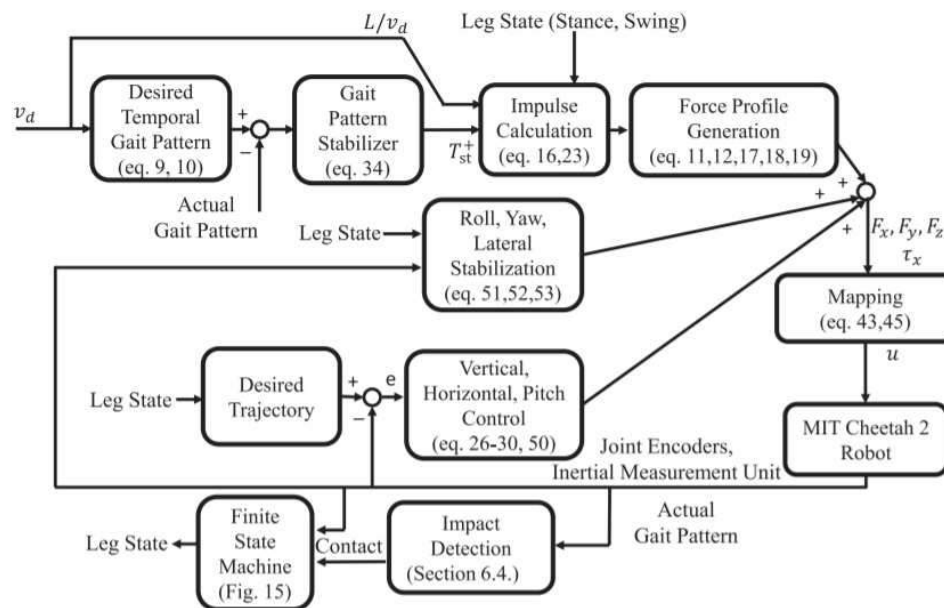 L/v_d
Leg State (Stance, Swing)
v_d
Desired
Temporal
Gait Pattern
(eq. 9, 10)
+
−
Actual
Gait Pattern
Gait
Pattern
Stabilizer
(eq. 34)
T_st^+
Impulse
Calculation
(eq. 16,23)
Force Profile
Generation
(eq. 11,12,17,18,19)
+
+
+
Leg State
Roll, Yaw,
Lateral
Stabilization
(eq. 51,52,53)
F_x, F_y, F_z
τ_x
Mapping
(eq. 43,45)
u
Leg State
Desired
Trajectory
+
−
e
Vertical,
Horizontal, Pitch
Control
(eq. 26-30, 50)
MIT Cheetah 2
Robot
Joint Encoders,
Inertial Measurement Unit
Actual
Gait Pattern
Leg State
Finite
State
Machine
(Fig. 15)
Contact
Impact
Detection
(Section 6.4.)